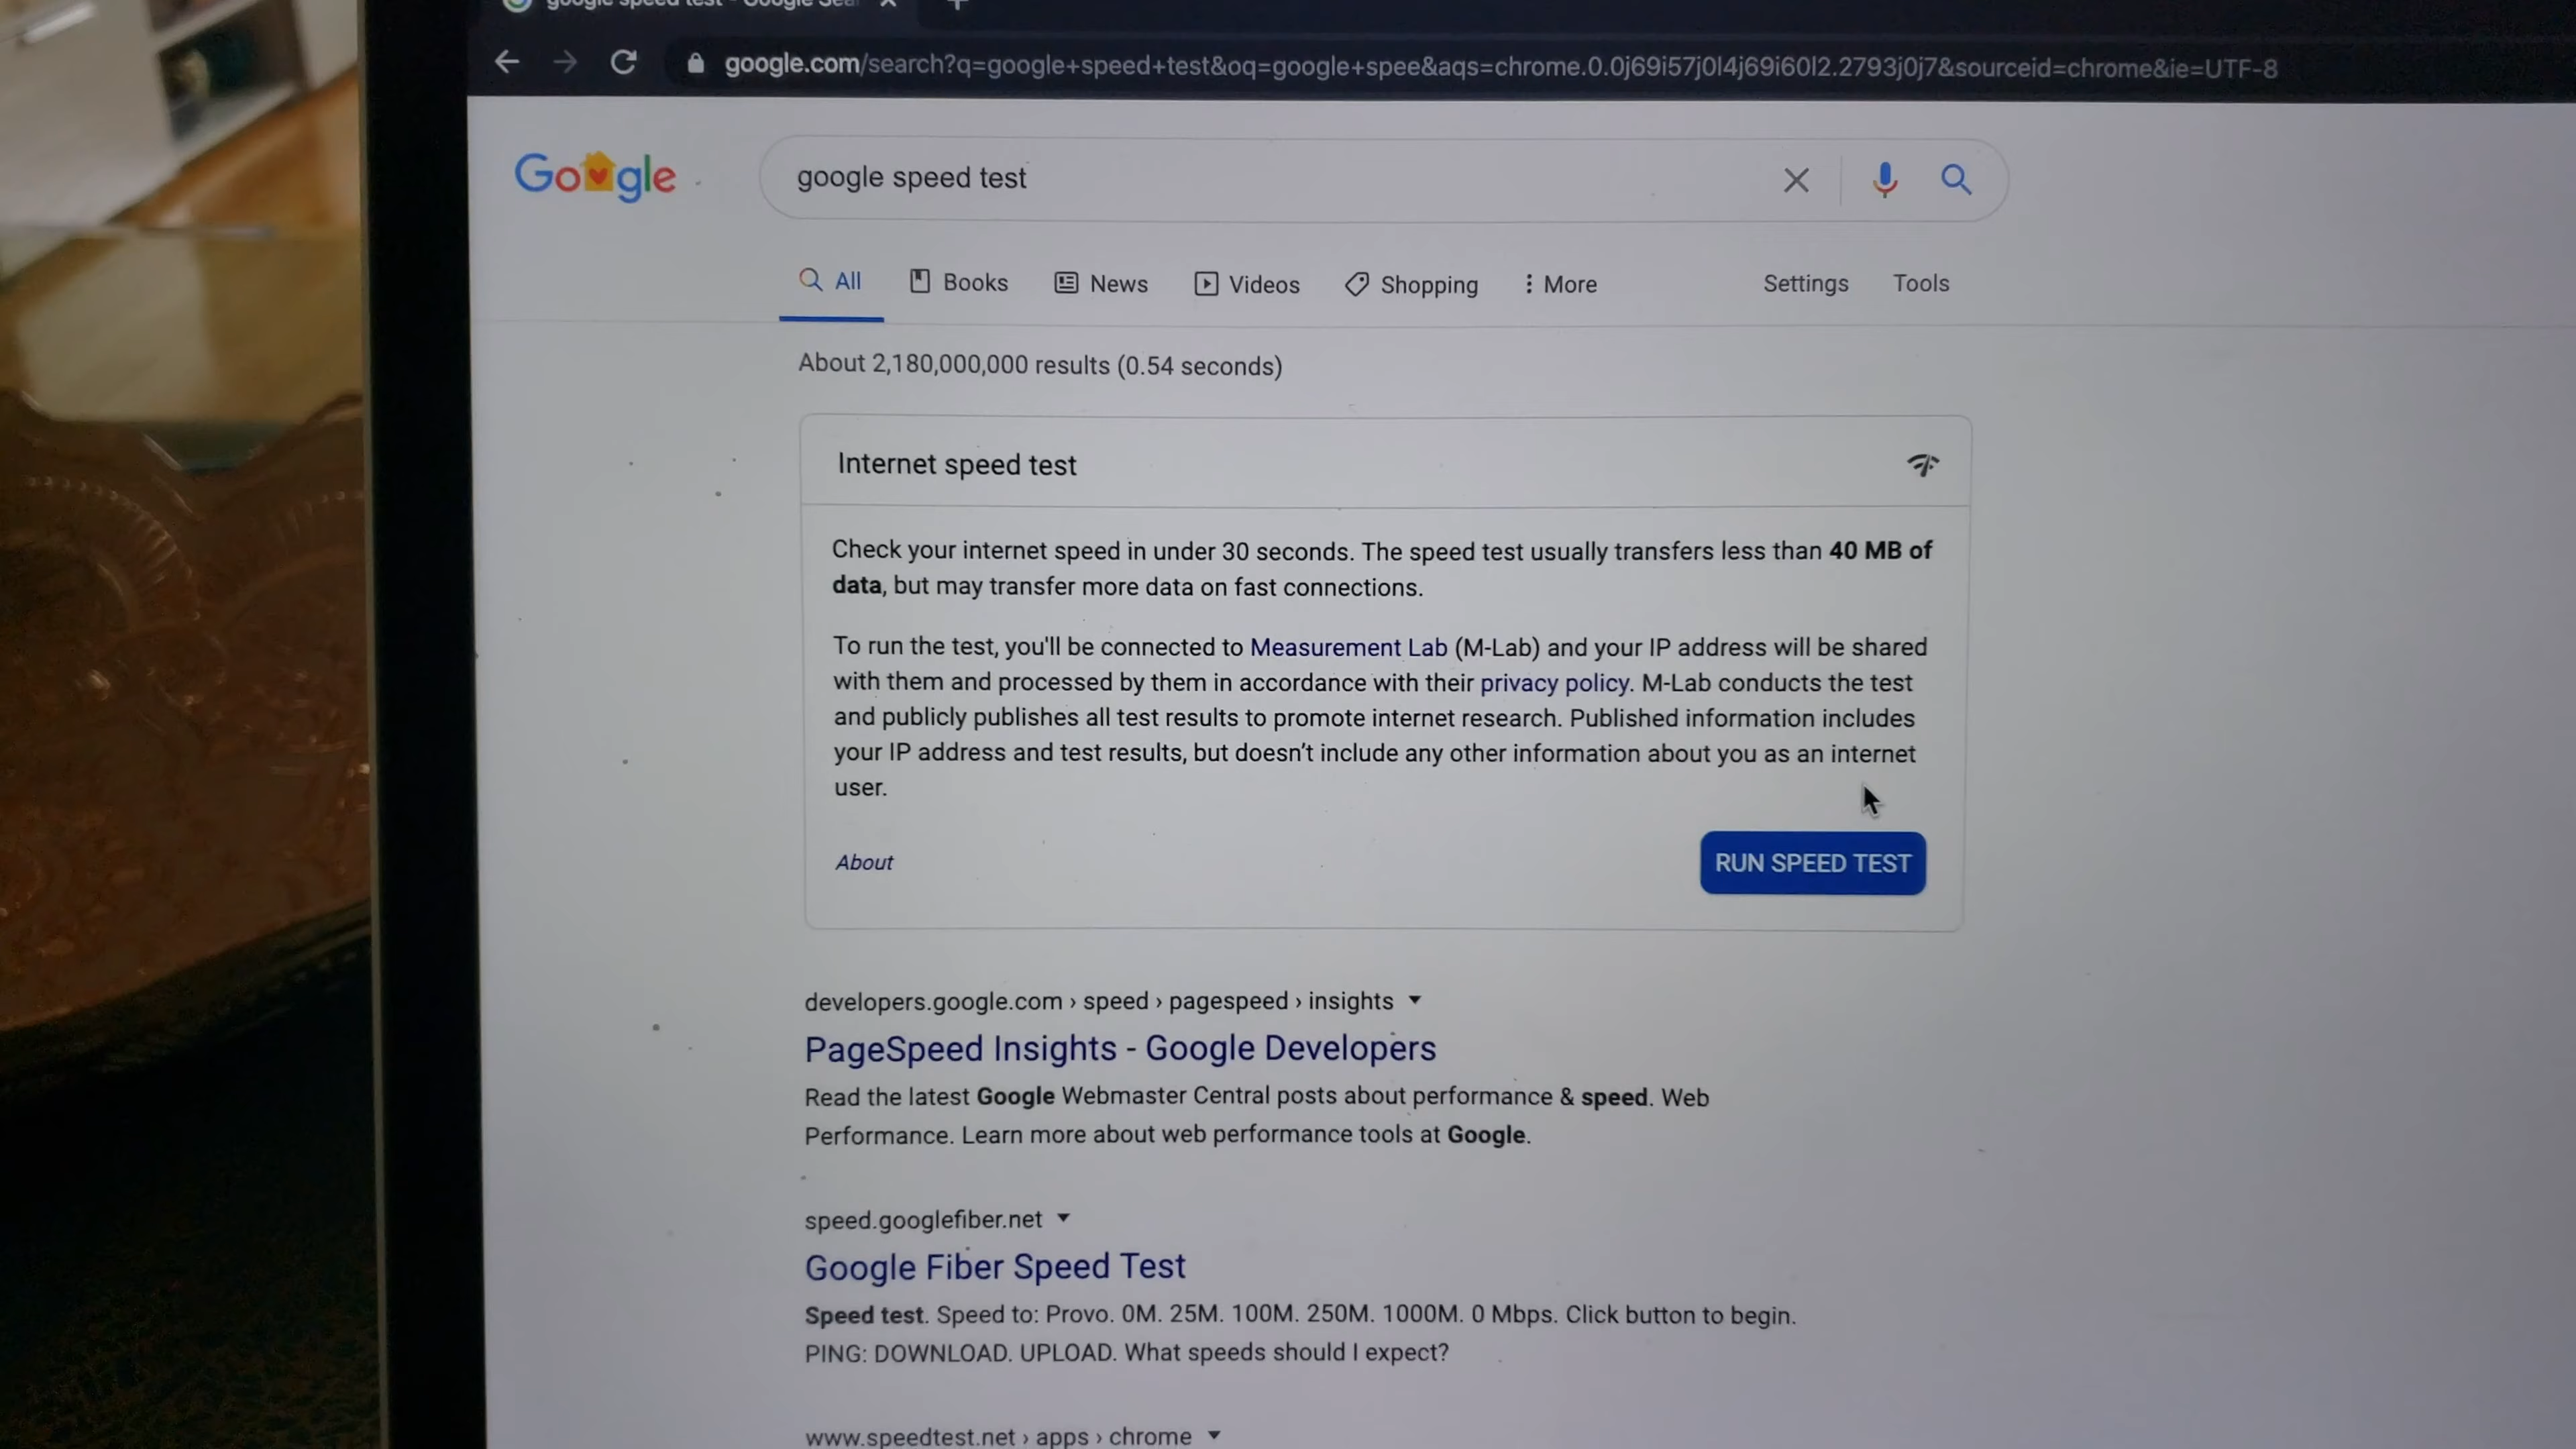 google speed test - Google Sea
google.com/search?q=google+speed+test&oq=google+spee&aqs=chrome.0.0j69i57j0l4j69i60l2.2793j0j7&sourceid=chrome&ie=UTF-8
Google
google speed test
All Books News Videos Shopping More Settings Tools
About 2,180,000,000 results (0.54 seconds)
Internet speed test
Check your internet speed in under 30 seconds. The speed test usually transfers less than 40 MB of
data, but may transfer more data on fast connections.
To run the test, you'll be connected to Measurement Lab (M-Lab) and your IP address will be shared
with them and processed by them in accordance with their privacy policy. M-Lab conducts the test
and publicly publishes all test results to promote internet research. Published information includes
your IP address and test results, but doesn’t include any other information about you as an internet
user.
About RUN SPEED TEST
developers.google.com › speed › pagespeed › insights
PageSpeed Insights - Google Developers
Read the latest Google Webmaster Central posts about performance & speed. Web
Performance. Learn more about web performance tools at Google.
speed.googlefiber.net
Google Fiber Speed Test
Speed test. Speed to: Provo. 0M. 25M. 100M. 250M. 1000M. 0 Mbps. Click button to begin.
PING: DOWNLOAD. UPLOAD. What speeds should I expect?
www.speedtest.net › apps › chrome